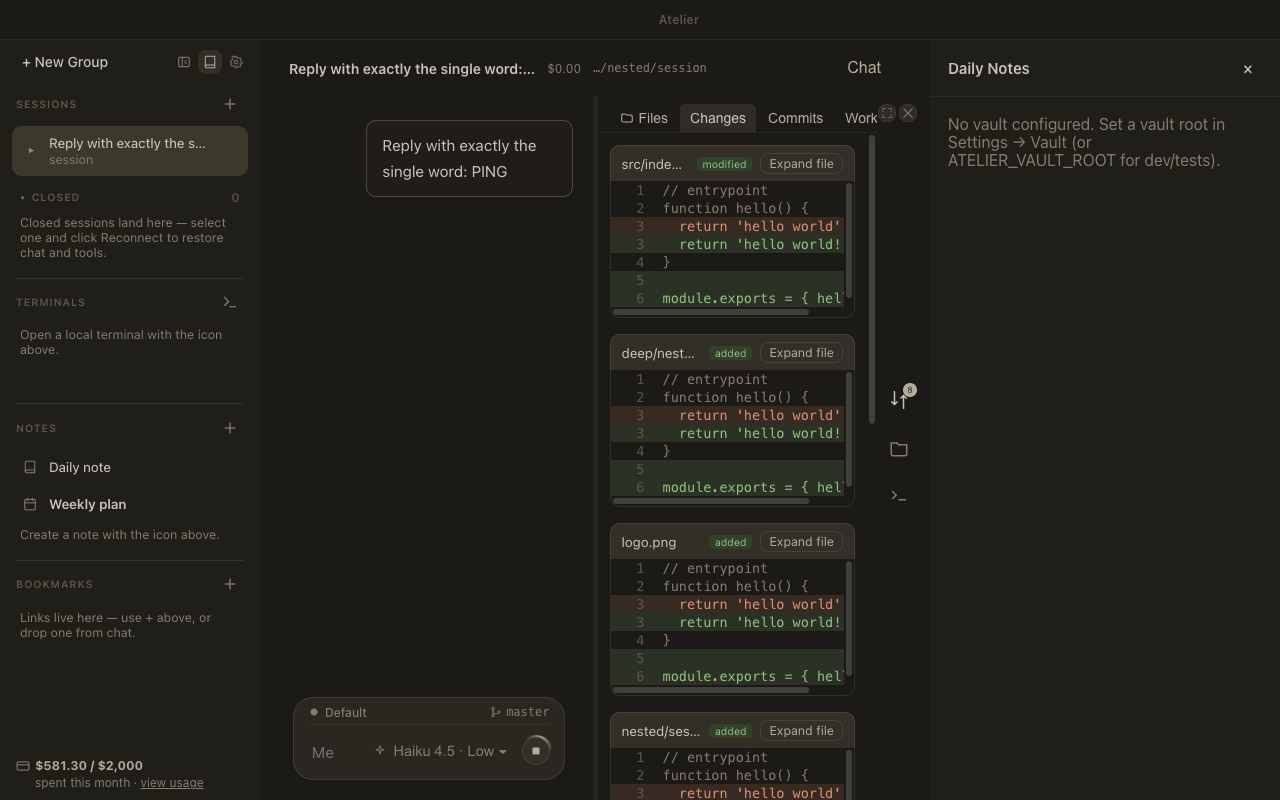 Atelier
+ New Group
SESSIONS
Reply with exactly the s...
session
CLOSED 0
Closed sessions land here — select
one and click Reconnect to restore
chat and tools.
TERMINALS
Open a local terminal with the icon
above.
NOTES
Daily note
Weekly plan
Create a note with the icon above.
BOOKMARKS
Links live here — use + above, or
drop one from chat.
$581.30 / $2,000
spent this month · view usage
Reply with exactly the single word:... $0.00 …/nested/session Chat
Reply with exactly the
single word: PING
Default master
Me Haiku 4.5 · Low
Files Changes Commits Work
src/inde... modified Expand file
1 // entrypoint
2 function hello() {
3 return 'hello world'
3 return 'hello world!
4 }
5
6 module.exports = { hel
deep/nest... added Expand file
1 // entrypoint
2 function hello() {
3 return 'hello world'
3 return 'hello world!
4 }
5
6 module.exports = { hel
logo.png added Expand file
1 // entrypoint
2 function hello() {
3 return 'hello world'
3 return 'hello world!
4 }
5
6 module.exports = { hel
nested/ses... added Expand file
1 // entrypoint
2 function hello() {
3 return 'hello world'
8
Daily Notes
No vault configured. Set a vault root in
Settings → Vault (or
ATELIER_VAULT_ROOT for dev/tests).